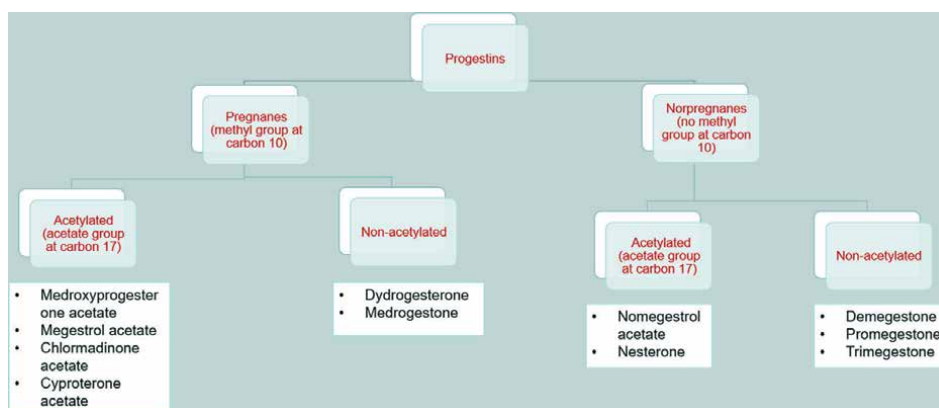 Progestins
Pregnanes
(methyl group at
carbon 10)
Norpregnanes
(no methyl
group at carbon
10)
Acetylated
(acetate group
at carbon 17)
Non-acetylated
Acetylated
(acetate group
at carbon 17)
Non-acetylated
• Medroxyprogester
one acetate
• Megestrol acetate
• Chlormadinone
acetate
• Cyproterone
acetate
• Dydrogesterone
• Medrogestone
• Nomegestrol
acetate
• Nesterone
• Demegestone
• Promegestone
• Trimegestone